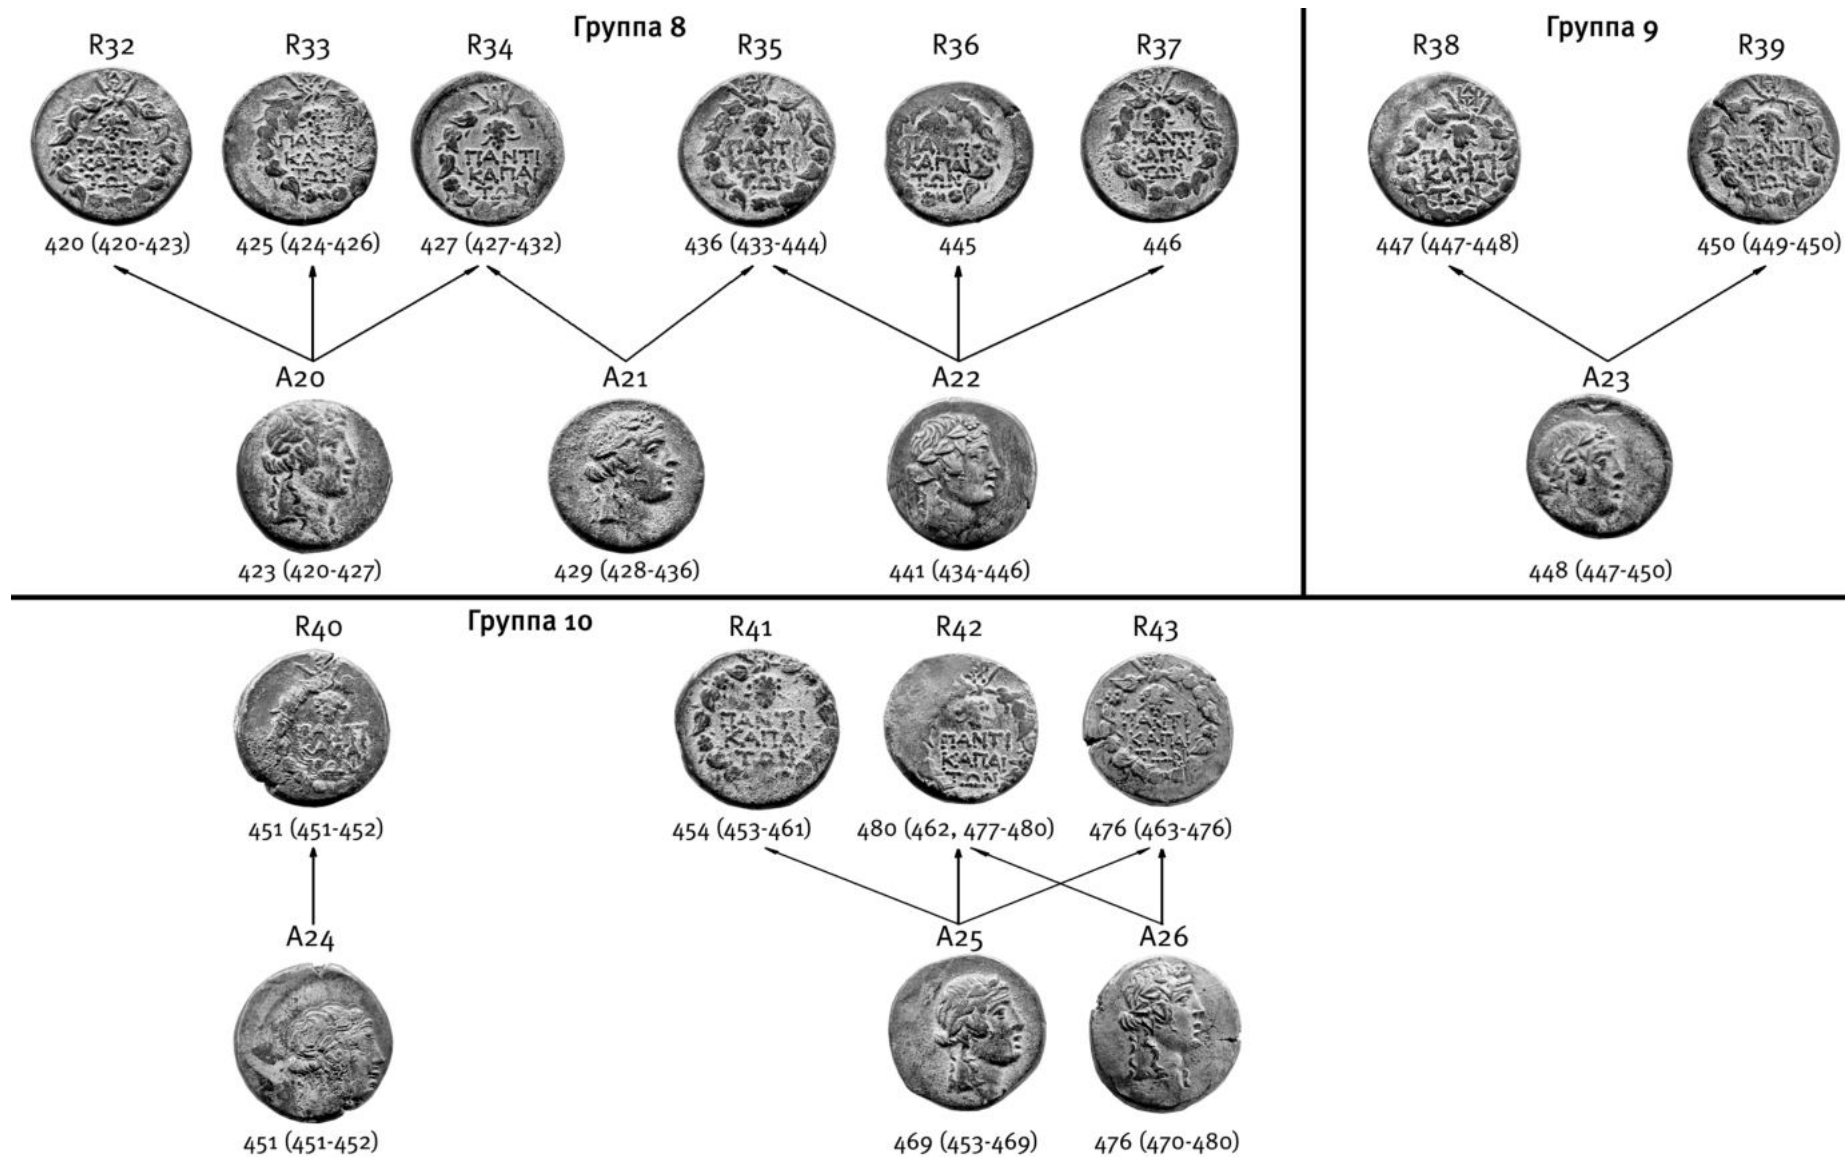 Группа 8
R32 R33 R34 R35 R36 R37
ΠΑΝΤΙ
ΚΑΠΑΙ
ΤΩΝ
420 (420-423) 425 (424-426) 427 (427-432) 436 (433-444) 445 446
A20 A21 A22
423 (420-427) 429 (428-436) 441 (434-446)
Группа 9
R38 R39
447 (447-448) 450 (449-450)
A23
448 (447-450)
Группа 10
R40 R41 R42 R43
ΠΑΝΤΙ
ΚΑΠΑΙ
ΤΩΝ
451 (451-452) 454 (453-461) 480 (462, 477-480) 476 (463-476)
A24 A25 A26
451 (451-452) 469 (453-469) 476 (470-480)